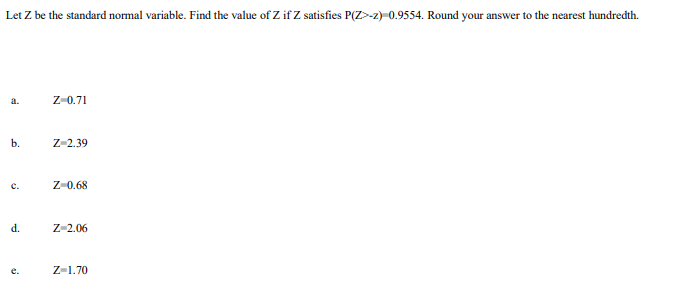 Let Z be the standard normal variable. Find the value of Z if Z satisfies P(Z>-z)=0.9554. Round your answer to the nearest hundredth.
a. Z=0.71
b. Z=2.39
c. Z=0.68
d. Z=2.06
e. Z=1.70